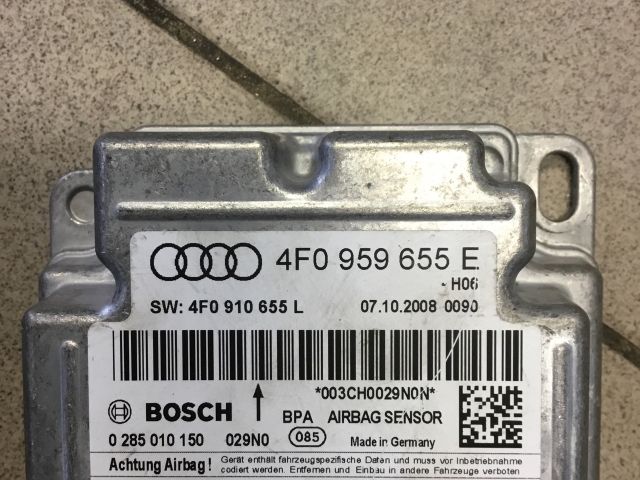 4F0 959 655 E
- H06
SW: 4F0 910 655 L 07.10.2008 0090
*003CH0029N0N*
BOSCH BPA AIRBAG SENSOR
0 285 010 150 029N0 085 Made in Germany
Achtung Airbag! Gerät enthält fahrzeugspezifische Daten und muss vor Inbetriebnahme
codiert werden. Entfernen und Einbau in andere Fahrzeuge verboten